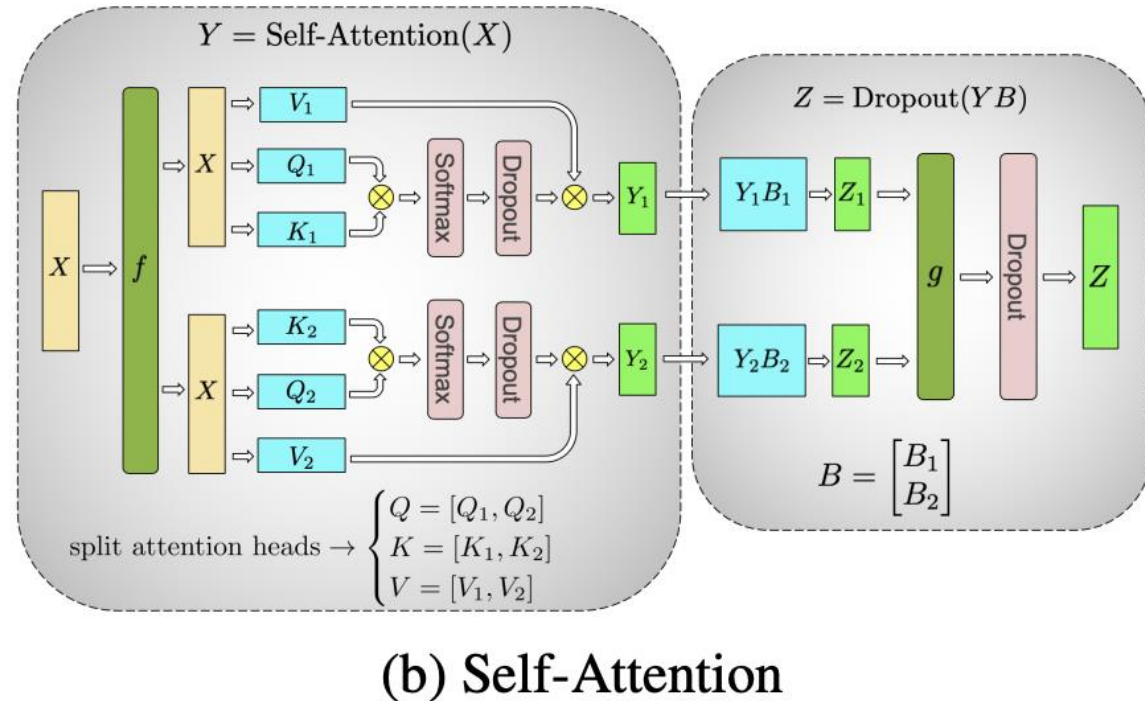 Y = Self-Attention(X)
Z = Dropout(YB)
X
f
X
V₁
Q₁
K₁
Softmax
Dropout
Y₁
Y₁B₁
Z₁
X
K₂
Q₂
V₂
Softmax
Dropout
Y₂
Y₂B₂
Z₂
g
Dropout
Z
split attention heads → { Q = [Q₁, Q₂]
K = [K₁, K₂]
V = [V₁, V₂]
B = [B₁
B₂]
(b) Self-Attention